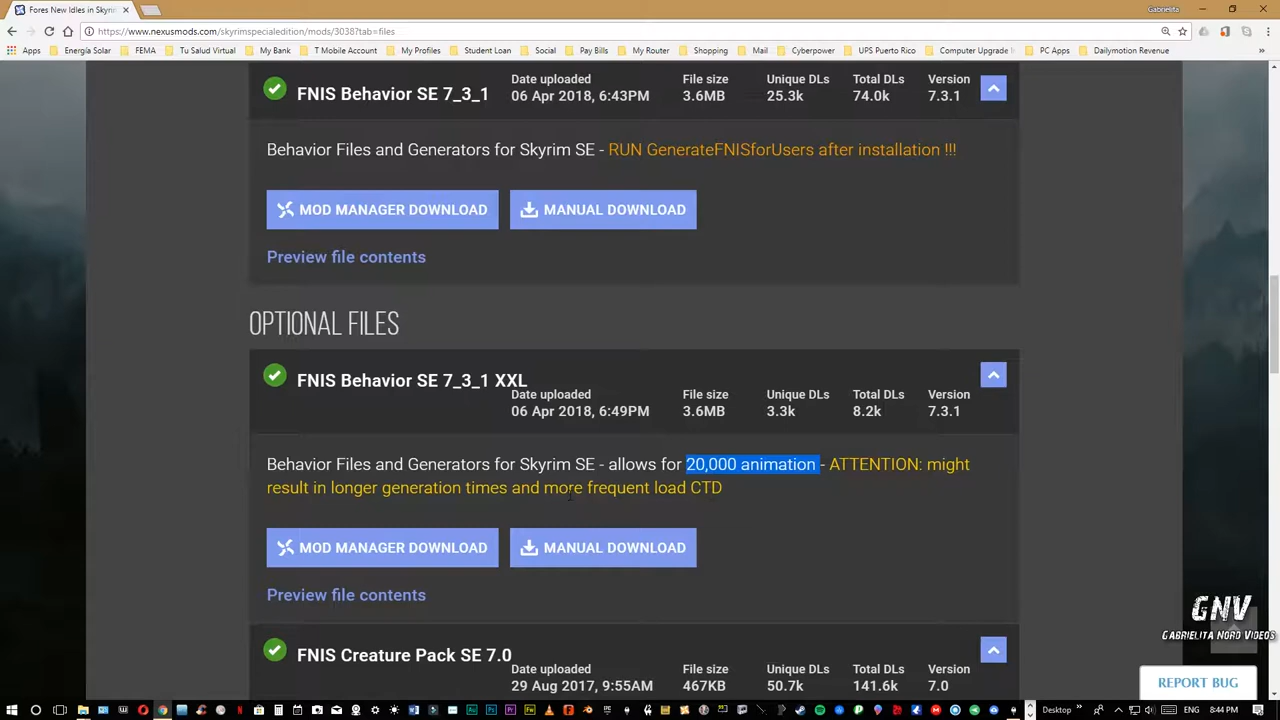 Fores New Idles in Skyrim
Gabrielita
https://www.nexusmods.com/skyrimspecialedition/mods/3038?tab=files
Apps Energía Solar FEMA Tu Salud Virtual My Bank T Mobile Account My Profiles Student Loan Social Pay Bills My Router Shopping Mail Cyberpower UPS Puerto Rico Computer Upgrade PC Apps Dailymotion Revenue
FNIS Behavior SE 7_3_1
Date uploaded File size Unique DLs Total DLs Version
06 Apr 2018, 6:43PM 3.6MB 25.3k 74.0k 7.3.1
Behavior Files and Generators for Skyrim SE - RUN GenerateFNISforUsers after installation !!!
MOD MANAGER DOWNLOAD MANUAL DOWNLOAD
Preview file contents
OPTIONAL FILES
FNIS Behavior SE 7_3_1 XXL
Date uploaded File size Unique DLs Total DLs Version
06 Apr 2018, 6:49PM 3.6MB 3.3k 8.2k 7.3.1
Behavior Files and Generators for Skyrim SE - allows for 20,000 animation - ATTENTION: might
result in longer generation times and more frequent load CTD
MOD MANAGER DOWNLOAD MANUAL DOWNLOAD
Preview file contents
GNV
GABRIELITA NORD VIDEOS
FNIS Creature Pack SE 7.0
Date uploaded File size Unique DLs Total DLs Version
29 Aug 2017, 9:55AM 467KB 50.7k 141.6k 7.0
REPORT BUG
Desktop 8:44 PM